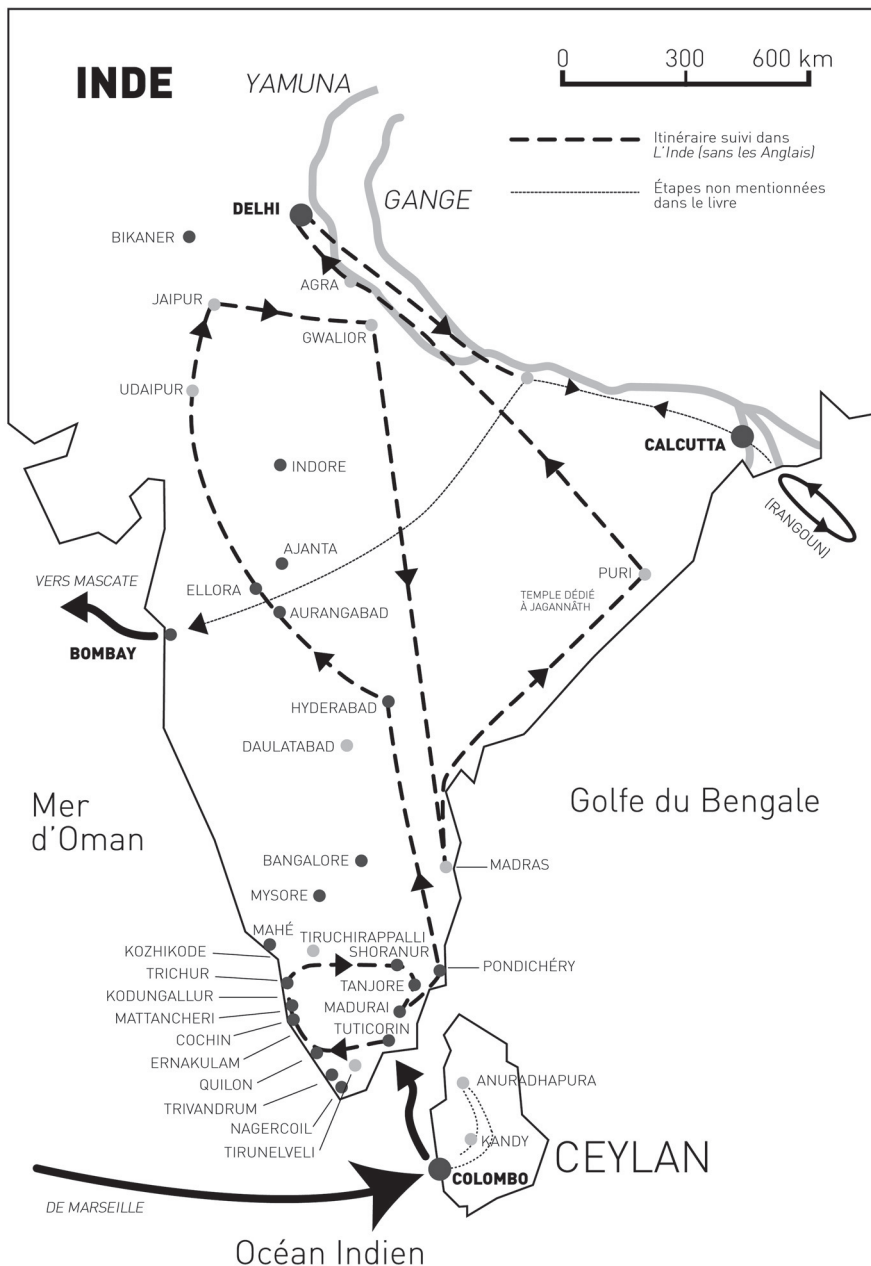 INDE
YAMUNA
0 300 600 km
Itinéraire suivi dans
L'Inde (sans les Anglais)
Étapes non mentionnées
dans le livre
GANGE
DELHI
BIKANER
AGRA
JAIPUR
GWALIOR
UDAIPUR
CALCUTTA
INDORE
(RANGOUN)
AJANTA
PURI
VERS MASCATE
ELLORA
TEMPLE DÉDIÉ
À JAGANNĀTH
AURANGABAD
BOMBAY
HYDERABAD
DAULATABAD
Mer
d'Oman
Golfe du Bengale
BANGALORE
MADRAS
MYSORE
MAHÉ
TIRUCHIRAPPALLI
KOZHIKODE
SHORANUR
PONDICHÉRY
TRICHUR
TANJORE
KODUNGALLUR
MADURAI
MATTANCHERI
TUTICORIN
COCHIN
ERNAKULAM
QUILON
ANURADHAPURA
TRIVANDRUM
NAGERCOIL
KANDY
TIRUNELVELI
CEYLAN
COLOMBO
DE MARSEILLE
Océan Indien